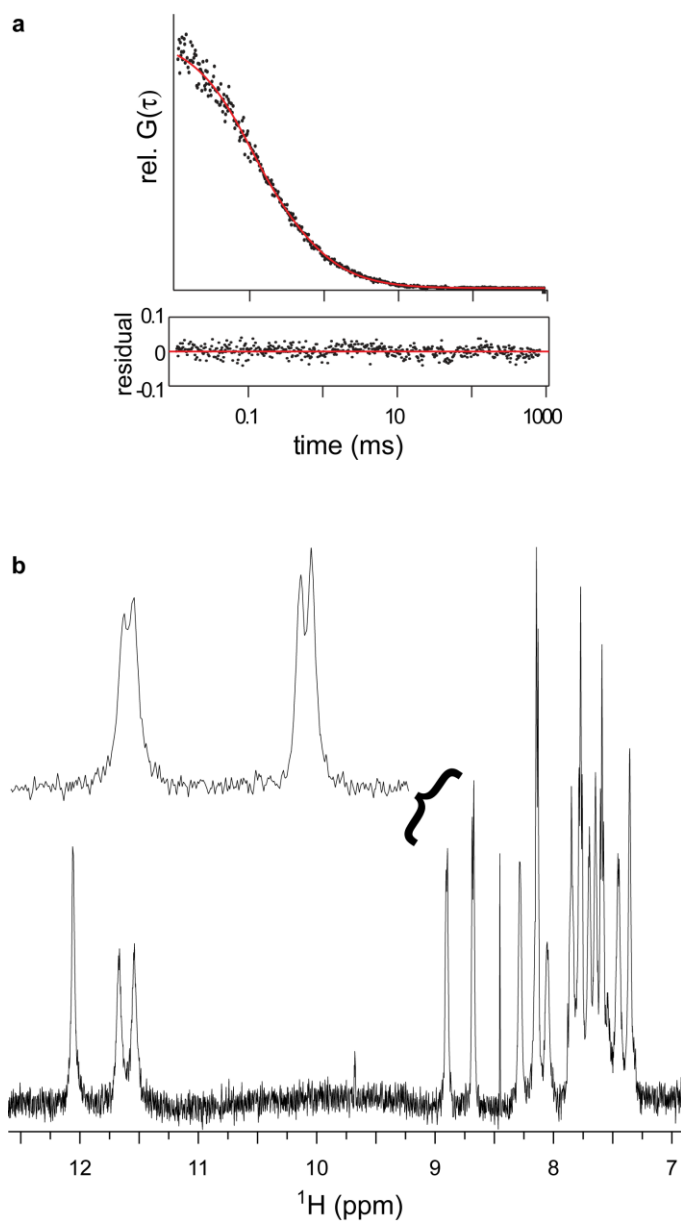 a
rel. G(τ)
0.1
0
-0.1
residual
0.1 10 1000
time (ms)
b
12 11 10 9 8 7
¹H (ppm)